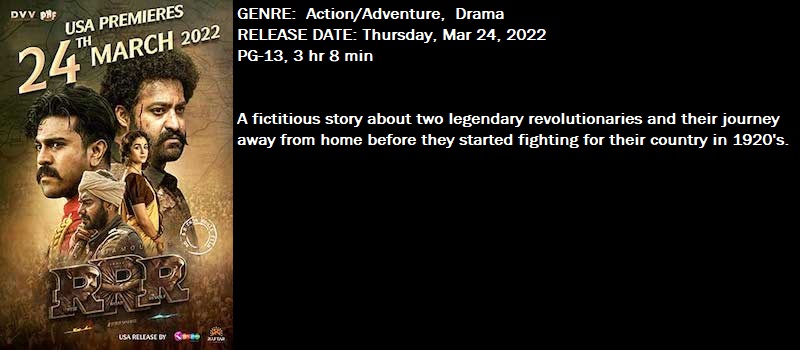 DVV
USA PREMIERES
24TH MARCH 2022
RRR
USA RELEASE BY
RAFTAR
GENRE:  Action/Adventure,  Drama
RELEASE DATE: Thursday, Mar 24, 2022
PG-13, 3 hr 8 min
A fictitious story about two legendary revolutionaries and their journey
away from home before they started fighting for their country in 1920's.